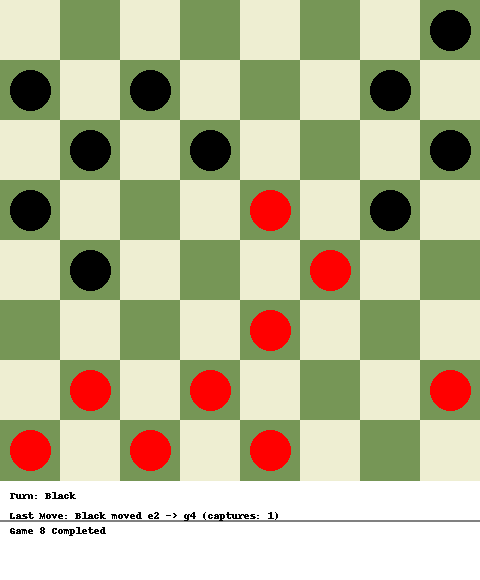 Turn: Black
Last Move: Black moved e2 -> g4 (captures: 1)
Game 8 Completed